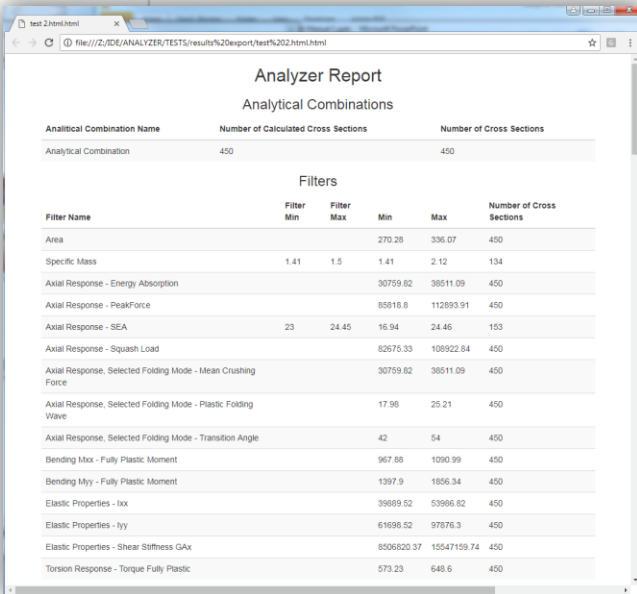 test 2.html.html
file:///Z:/IDE/ANALYZER/TESTS/results%20export/test%202.html.html
Analyzer Report
Analytical Combinations
Analitical Combination Name Number of Calculated Cross Sections Number of Cross Sections
Analytical Combination 450 450
Filters
Filter Name Filter Min Filter Max Min Max Number of Cross Sections
Area 270.28 336.07 450
Specific Mass 1.41 1.5 1.41 2.12 134
Axial Response - Energy Absorption 30759.82 38511.09 450
Axial Response - PeakForce 85818.8 112893.91 450
Axial Response - SEA 23 24.45 16.94 24.46 153
Axial Response - Squash Load 82675.33 108922.84 450
Axial Response, Selected Folding Mode - Mean Crushing
Force 30759.82 38511.09 450
Axial Response, Selected Folding Mode - Plastic Folding
Wave 17.98 25.21 450
Axial Response, Selected Folding Mode - Transition Angle 42 54 450
Bending Mxx - Fully Plastic Moment 967.88 1090.99 450
Bending Myy - Fully Plastic Moment 1397.9 1856.34 450
Elastic Properties - Ixx 39889.52 53986.82 450
Elastic Properties - Iyy 61698.52 97876.3 450
Elastic Properties - Shear Stiffness GAx 8506820.37 15547159.74 450
Torsion Response - Torque Fully Plastic 573.23 648.6 450